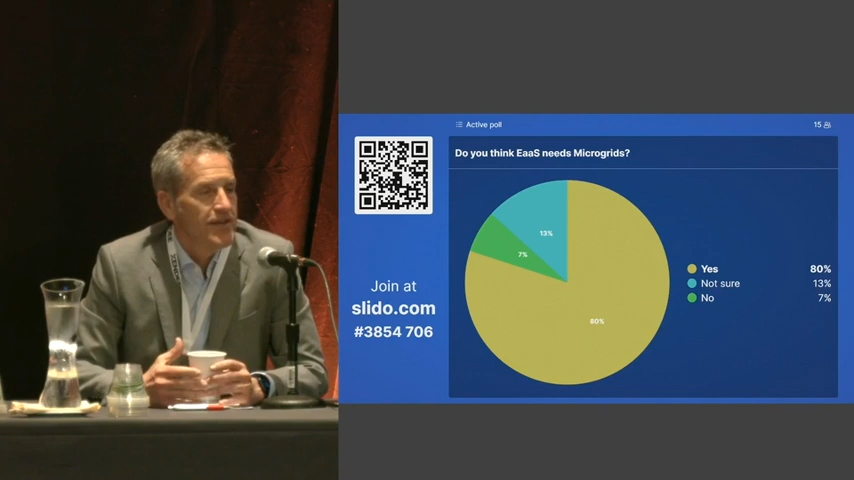 Active poll
15
Do you think EaaS needs Microgrids?
13%
7%
80%
Yes 80%
Not sure 13%
No 7%
Join at
slido.com
#3854 706